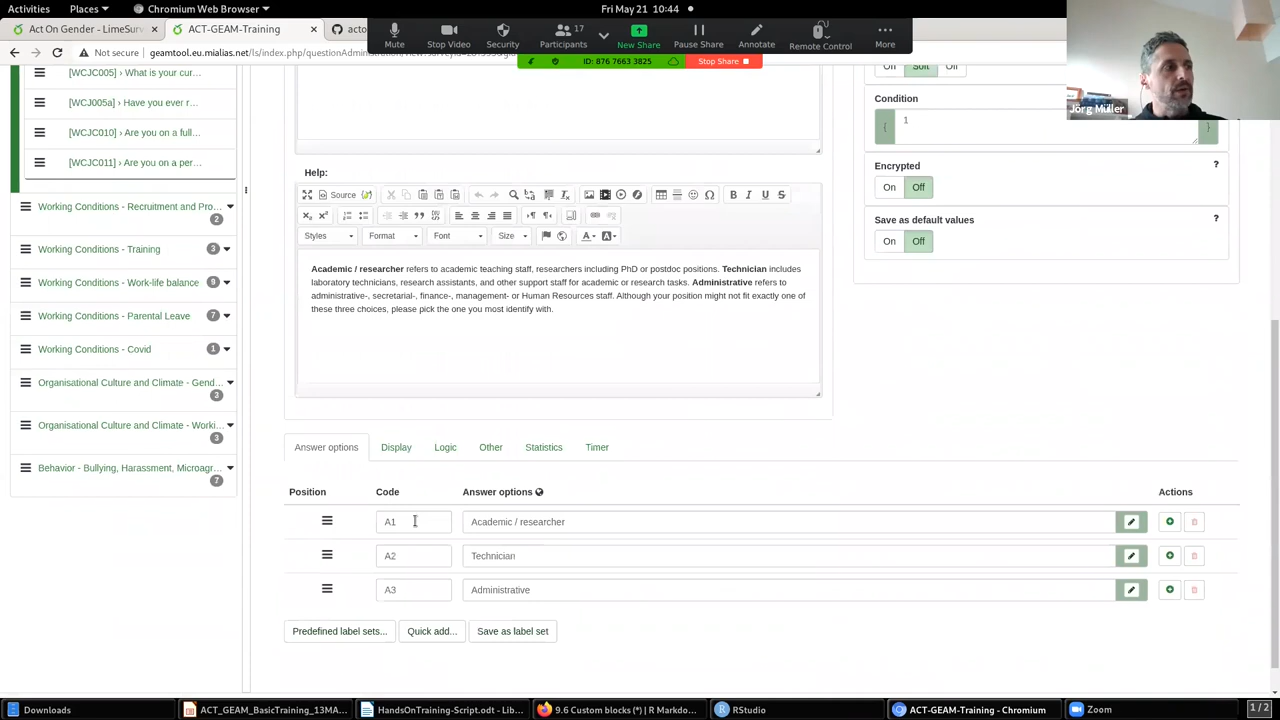 Activities Places Chromium Web Browser Fri May 21 10:44
Act On Gender - LimeSurv ACT-GEAM-Training acto
Mute Stop Video Security Participants 17 New Share Pause Share Annotate Remote Control More
Not Secure geamtool.eu.mialias.net/ls/index.php/questionAdministration/view/surveyid/
ID: 876 7663 3825 Stop Share
Jörg Müller
[WCJC005] › What is your cur…
[WCJ005a] › Have you ever r…
[WCJC010] › Are you on a full…
[WCJC011] › Are you on a per…
Working Conditions - Recruitment and Pro…
2
Working Conditions - Training 3
Working Conditions - Work-life balance 9
Working Conditions - Parental Leave 7
Working Conditions - Covid 1
Organisational Culture and Climate - Gend…
3
Organisational Culture and Climate - Worki…
3
Behavior - Bullying, Harassment, Microagr…
7
Help:
Source
Styles Format Font Size
Academic / researcher refers to academic teaching staff, researchers including PhD or postdoc positions. Technician includes
laboratory technicians, research assistants, and other support staff for academic or research tasks. Administrative refers to
administrative-, secretarial-, finance-, management- or Human Resources staff. Although your position might not fit exactly one of
these three choices, please pick the one you most identify with.
On Soft Off
Condition
{ 1 }
Encrypted ?
On Off
Save as default values ?
On Off
Answer options Display Logic Other Statistics Timer
Position Code Answer options Actions
A1 Academic / researcher
A2 Technician
A3 Administrative
Predefined label sets... Quick add... Save as label set
Downloads ACT_GEAM_BasicTraining_13MA… HandsOnTraining-Script.odt - Lib… 9.6 Custom blocks (*) | R Markdo… RStudio ACT-GEAM-Training - Chromium Zoom 1 / 2